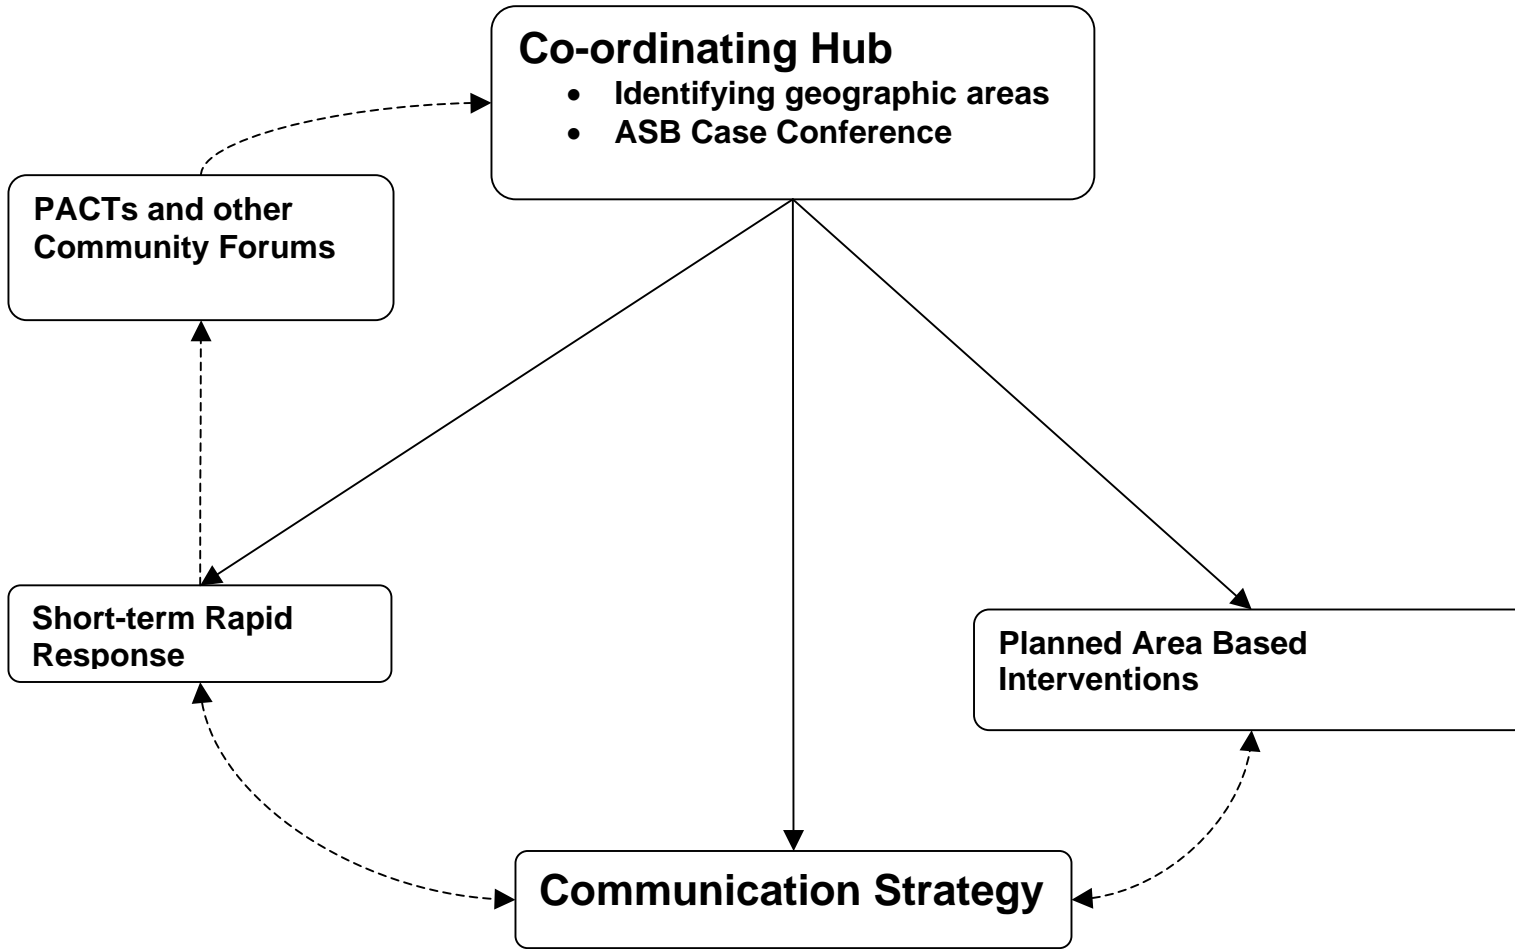 Co-ordinating Hub
• Identifying geographic areas
• ASB Case Conference
PACTs and other
Community Forums
Short-term Rapid
Response
Planned Area Based
Interventions
Communication Strategy